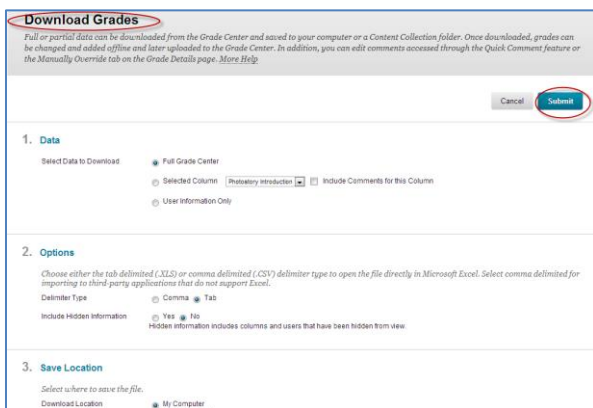 Download Grades
Full or partial data can be downloaded from the Grade Center and saved to your computer or a Content Collection folder. Once downloaded, grades can
be changed and added offline and later uploaded to the Grade Center. In addition, you can edit comments accessed through the Quick Comment feature or
the Manually Override tab on the Grade Details page. More Help
Cancel Submit
1. Data
Select Data to Download Full Grade Center
Selected Column Photostory Introduction Include Comments for this Column
User Information Only
2. Options
Choose either the tab delimited (.XLS) or comma delimited (.CSV) delimiter type to open the file directly in Microsoft Excel. Select comma delimited for
importing to third-party applications that do not support Excel.
Delimiter Type Comma Tab
Include Hidden Information Yes No
Hidden information includes columns and users that have been hidden from view.
3. Save Location
Select where to save the file.
Download Location My Computer